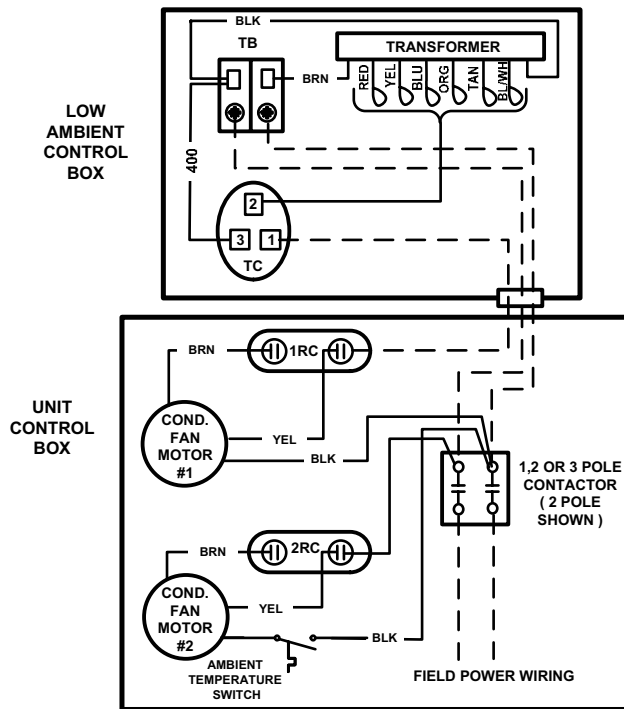 BLK
TB
TRANSFORMER
BRN
RED
YEL
BLU
ORG
TAN
BL/WH
LOW
AMBIENT
CONTROL
BOX
400
2
3
1
TC
BRN
1RC
UNIT
CONTROL
BOX
COND.
FAN
MOTOR
#1
YEL
BLK
1,2 OR 3 POLE
CONTACTOR
( 2 POLE
SHOWN )
BRN
2RC
COND.
FAN
MOTOR
#2
YEL
BLK
AMBIENT
TEMPERATURE
SWITCH
FIELD POWER WIRING